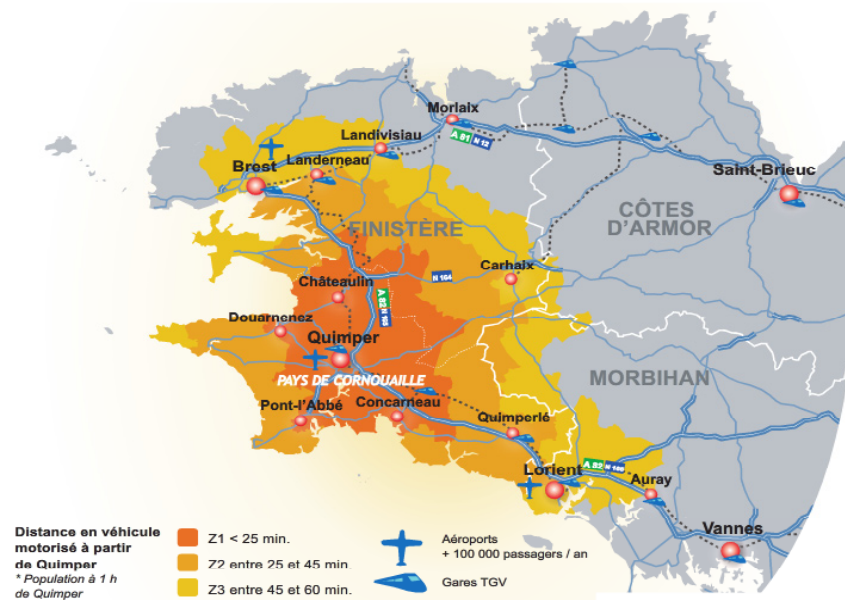 Morlaix
A 81 N 12
Landivisiau
Landerneau
Brest
Saint-Brieuc
FINISTÈRE
CÔTES
D'ARMOR
Carhaix
N 164
Châteaulin
A 82 N 165
Douarnenez
Quimper
PAYS DE CORNOUAILLE
MORBIHAN
Pont-l'Abbé
Concarneau
Quimperlé
Lorient
A 82
Auray
Vannes
Distance en véhicule
motorisé à partir
de Quimper
* Population à 1 h
de Quimper
Z1 < 25 min.
Z2 entre 25 et 45 min.
Z3 entre 45 et 60 min.
Aéroports
+ 100 000 passagers / an
Gares TGV